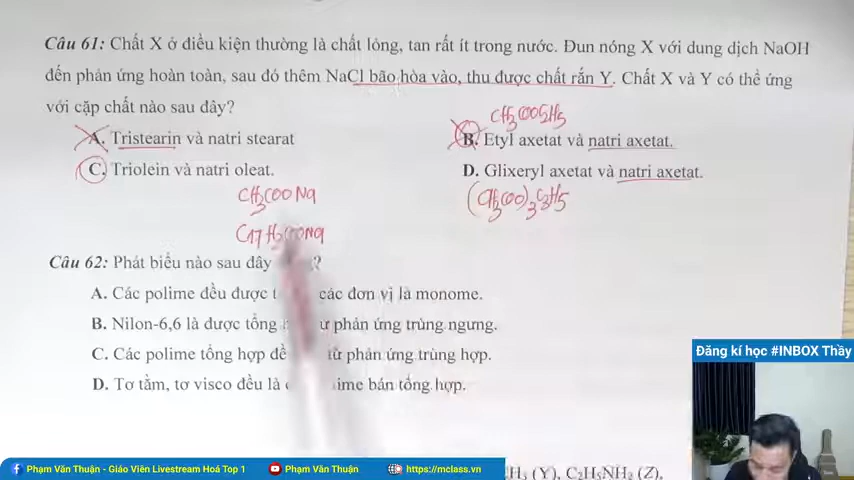 Câu 61: Chất X ở điều kiện thường là chất lỏng, tan rất ít trong nước. Đun nóng X với dung dịch NaOH
đến phản ứng hoàn toàn, sau đó thêm NaCl bão hòa vào, thu được chất rắn Y. Chất X và Y có thể ứng
với cặp chất nào sau đây?
CH3COOC2H5
A. Tristearin và natri stearat
B. Etyl axetat và natri axetat.
C. Triolein và natri oleat.
D. Glixeryl axetat và natri axetat.
CH3COONa
(CH3COO)3C3H5
COONa
Câu 62: Phát biểu nào sau đây ?
A. Các polime đều được các đơn vị là monome.
B. Nilon-6,6 là được tổng phản ứng trùng ngưng.
C. Các polime tổng hợp từ phản ứng trùng hợp.
D. Tơ tằm, tơ visco đều là bán tổng hợp.
Đăng kí học #INBOX Thầy
Phạm Văn Thuận - Giáo Viên Livestream Hoá Top 1
Phạm Văn Thuận
https://mclass.vn
(Y), C2H5NH2 (Z),